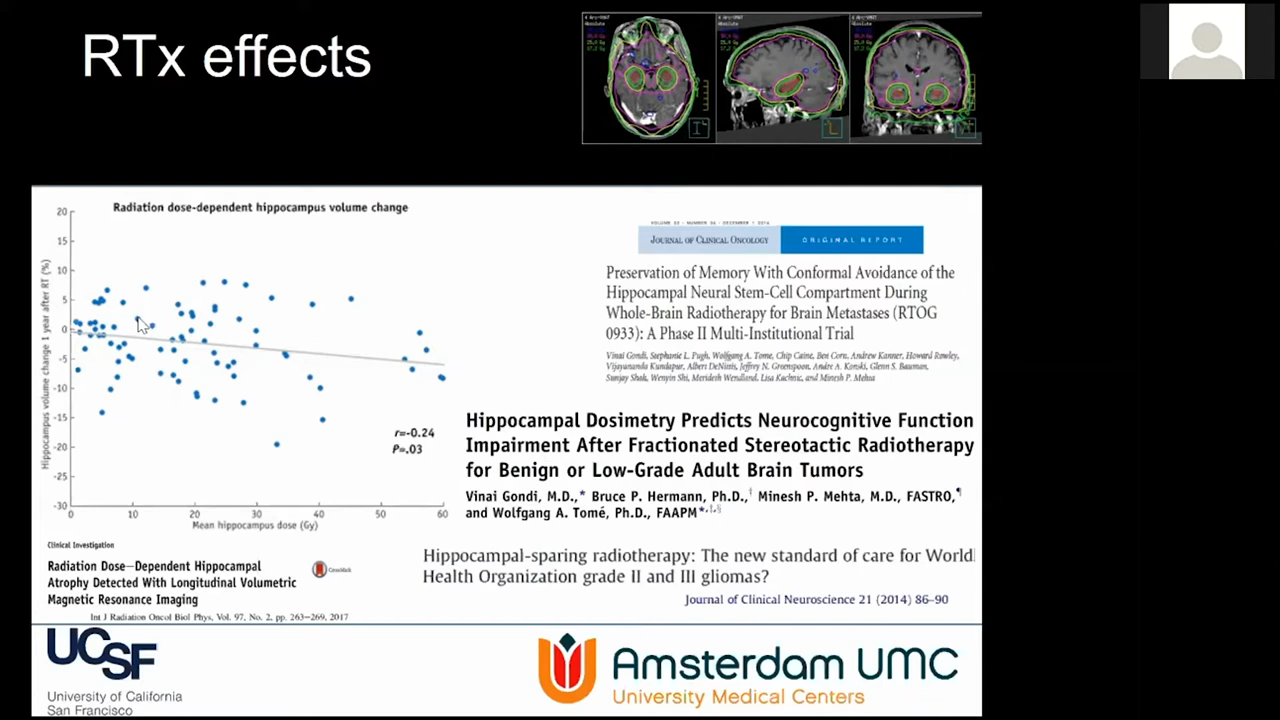 RTx effects
Radiation dose-dependent hippocampus volume change
20
15
10
5
0
-5
-10
-15
-20
-25
-30
Hippocampus volume change 1 year after RT (%)
r=-0.24
P=.03
0 10 20 30 40 50 60
Mean hippocampus dose (Gy)
Clinical Investigation
Radiation Dose—Dependent Hippocampal
Atrophy Detected With Longitudinal Volumetric
Magnetic Resonance Imaging
CrossMark
Int J Radiation Oncol Biol Phys, Vol. 97, No. 2, pp. 263—269, 2017
VOLUME 32 · NUMBER 34 · DECEMBER 1 2014
JOURNAL OF CLINICAL ONCOLOGY
ORIGINAL REPORT
Preservation of Memory With Conformal Avoidance of the
Hippocampal Neural Stem-Cell Compartment During
Whole-Brain Radiotherapy for Brain Metastases (RTOG
0933): A Phase II Multi-Institutional Trial
Vinai Gondi, Stephanie L. Pugh, Wolfgang A. Tome, Chip Caine, Ben Corn, Andrew Kanner, Howard Rowley,
Vijayananda Kundapur, Albert DeNittis, Jeffrey N. Greenspoon, Andre A. Konski, Glenn S. Bauman,
Sunjay Shah, Wenyin Shi, Merideth Wendland, Lisa Kachnic, and Minesh P. Mehta
Hippocampal Dosimetry Predicts Neurocognitive Function
Impairment After Fractionated Stereotactic Radiotherapy
for Benign or Low-Grade Adult Brain Tumors
Vinai Gondi, M.D.,* Bruce P. Hermann, Ph.D.,† Minesh P. Mehta, M.D., FASTRO,¶
and Wolfgang A. Tomé, Ph.D., FAAPM*,†,§
Hippocampal-sparing radiotherapy: The new standard of care for World
Health Organization grade II and III gliomas?
Journal of Clinical Neuroscience 21 (2014) 86–90
UCSF
University of California
San Francisco
Amsterdam UMC
University Medical Centers